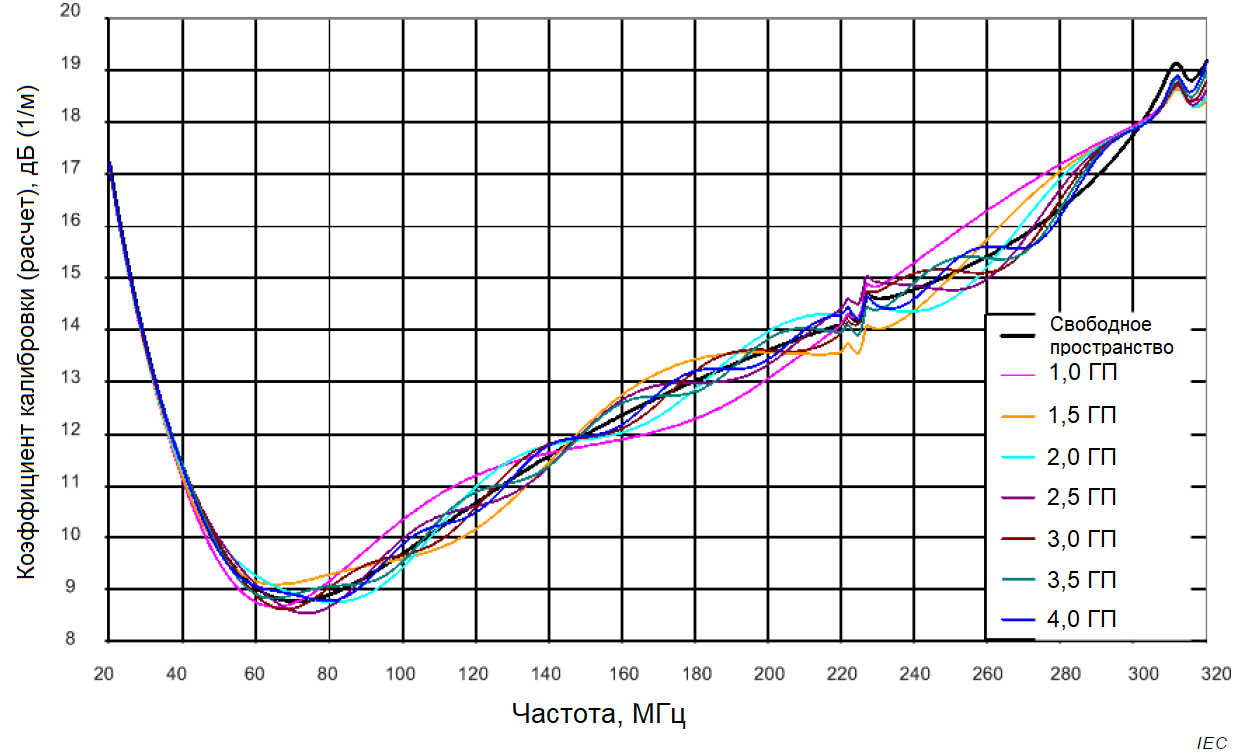 Коэффициент калибровки (расчет), дБ (1/м)
20
19
18
17
16
15
14
13
12
11
10
9
8
20 40 60 80 100 120 140 160 180 200 220 240 260 280 300 320
Частота, МГц
Свободное
пространство
1,0 ГП
1,5 ГП
2,0 ГП
2,5 ГП
3,0 ГП
3,5 ГП
4,0 ГП
IEC